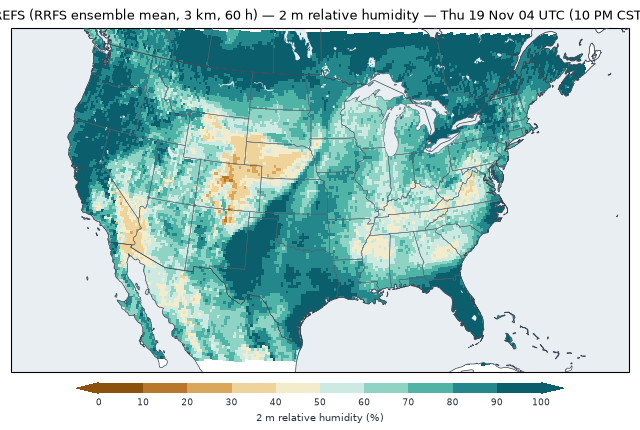 REFS (RRFS ensemble mean, 3 km, 60 h) — 2 m relative humidity — Thu 19 Nov 04 UTC (10 PM CST
0 10 20 30 40 50 60 70 80 90 100
2 m relative humidity (%)